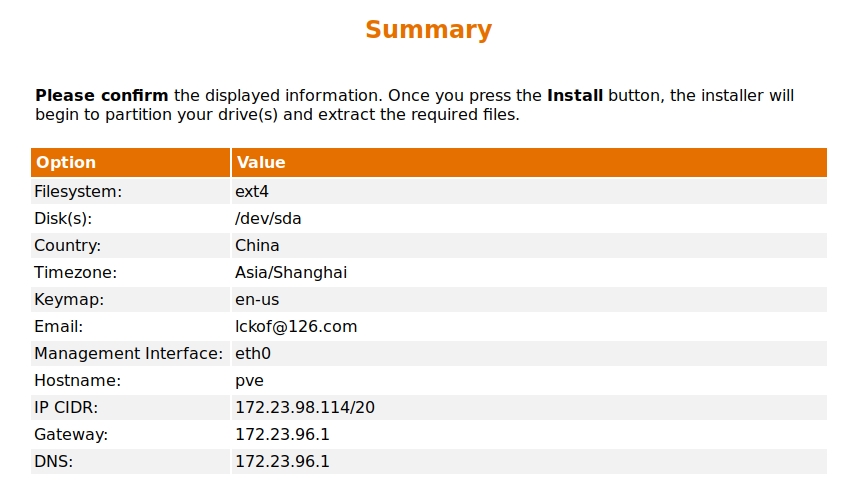 Summary
Please confirm the displayed information. Once you press the Install button, the installer will
begin to partition your drive(s) and extract the required files.
Option Value
Filesystem: ext4
Disk(s): /dev/sda
Country: China
Timezone: Asia/Shanghai
Keymap: en-us
Email: lckof@126.com
Management Interface: eth0
Hostname: pve
IP CIDR: 172.23.98.114/20
Gateway: 172.23.96.1
DNS: 172.23.96.1